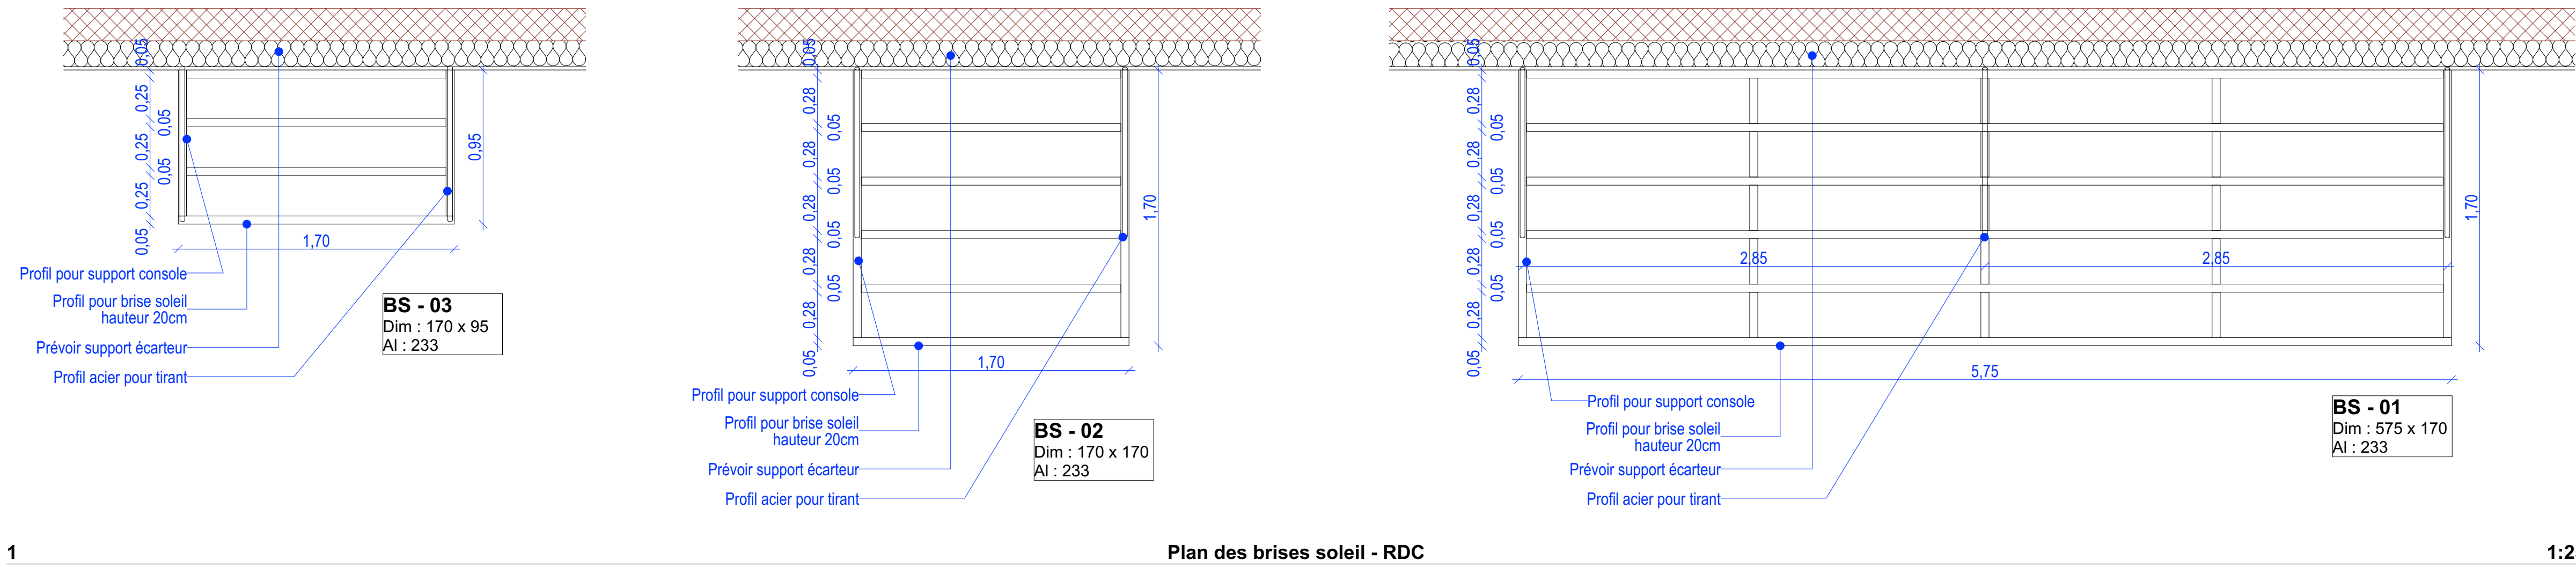 0,05
0,25
0,05
0,25
0,05
0,25
0,05
0,95
1,70
Profil pour support console
Profil pour brise soleil
hauteur 20cm
Prévoir support écarteur
Profil acier pour tirant
BS - 03
Dim : 170 x 95
Al : 233
0,05
0,28
0,05
0,28
0,05
0,28
0,05
0,28
0,05
0,28
0,05
1,70
1,70
Profil pour support console
Profil pour brise soleil
hauteur 20cm
Prévoir support écarteur
Profil acier pour tirant
BS - 02
Dim : 170 x 170
Al : 233
0,05
0,28
0,05
0,28
0,05
0,28
0,05
0,28
0,05
0,28
0,05
2,85
2,85
1,70
5,75
Profil pour support console
Profil pour brise soleil
hauteur 20cm
Prévoir support écarteur
Profil acier pour tirant
BS - 01
Dim : 575 x 170
Al : 233
1
Plan des brises soleil - RDC
1:2